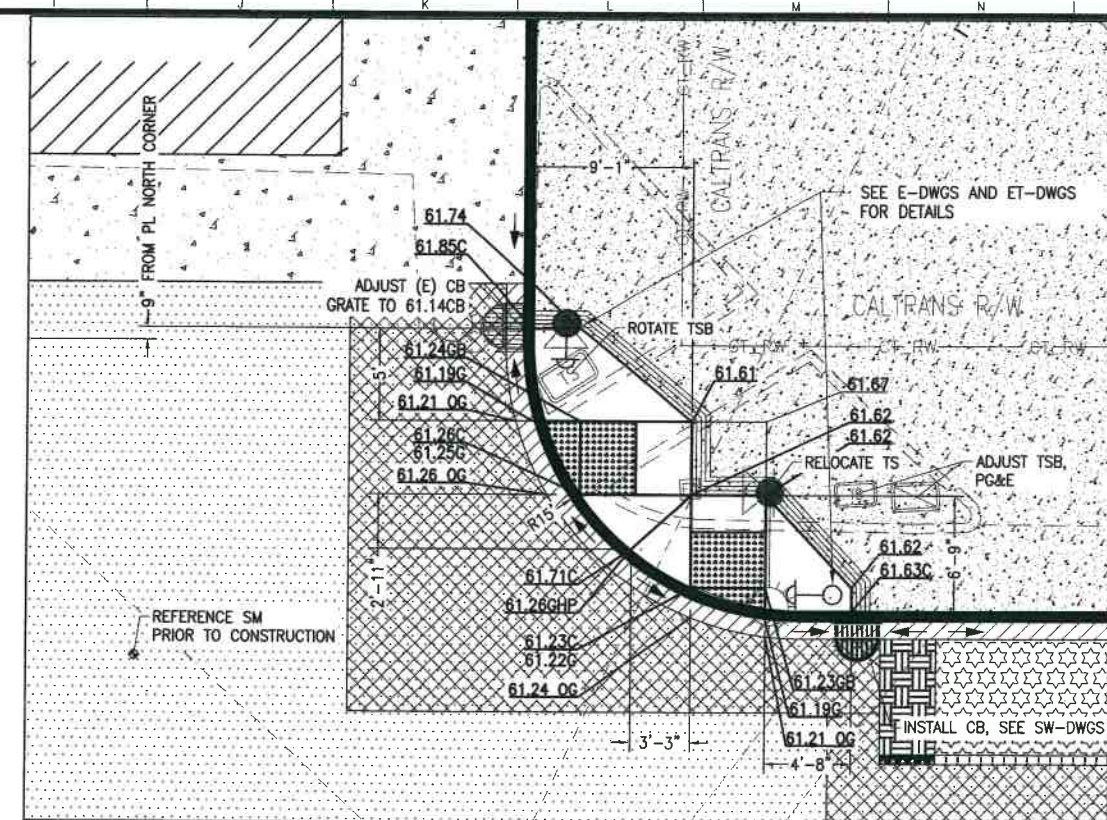 J
K
L
M
N
CALTRANS R/W
9'-1"
SEE E-DWGS AND ET-DWGS
FOR DETAILS
-9" FROM PL NORTH CORNER
61.74
61.85C
ADJUST (E) CB
GRATE TO 61.14CB
CALTRANS R/W
ROTATE TSB
61.24GB
61.19G
5'
61.21 OG
61.61
61.67
61.62
61.62
61.26C
61.25G
61.26 OG
RELOCATE TS
ADJUST TSB,
PG&E
R15'
61.62
61.63C
6'-9"
2'-11"
61.71C
61.26GHP
REFERENCE SM
PRIOR TO CONSTRUCTION
61.23C
61.22G
61.24 OG
61.23GB
61.19G
61.21 OG
INSTALL CB, SEE SW-DWGS
3'-3"
4'-8"